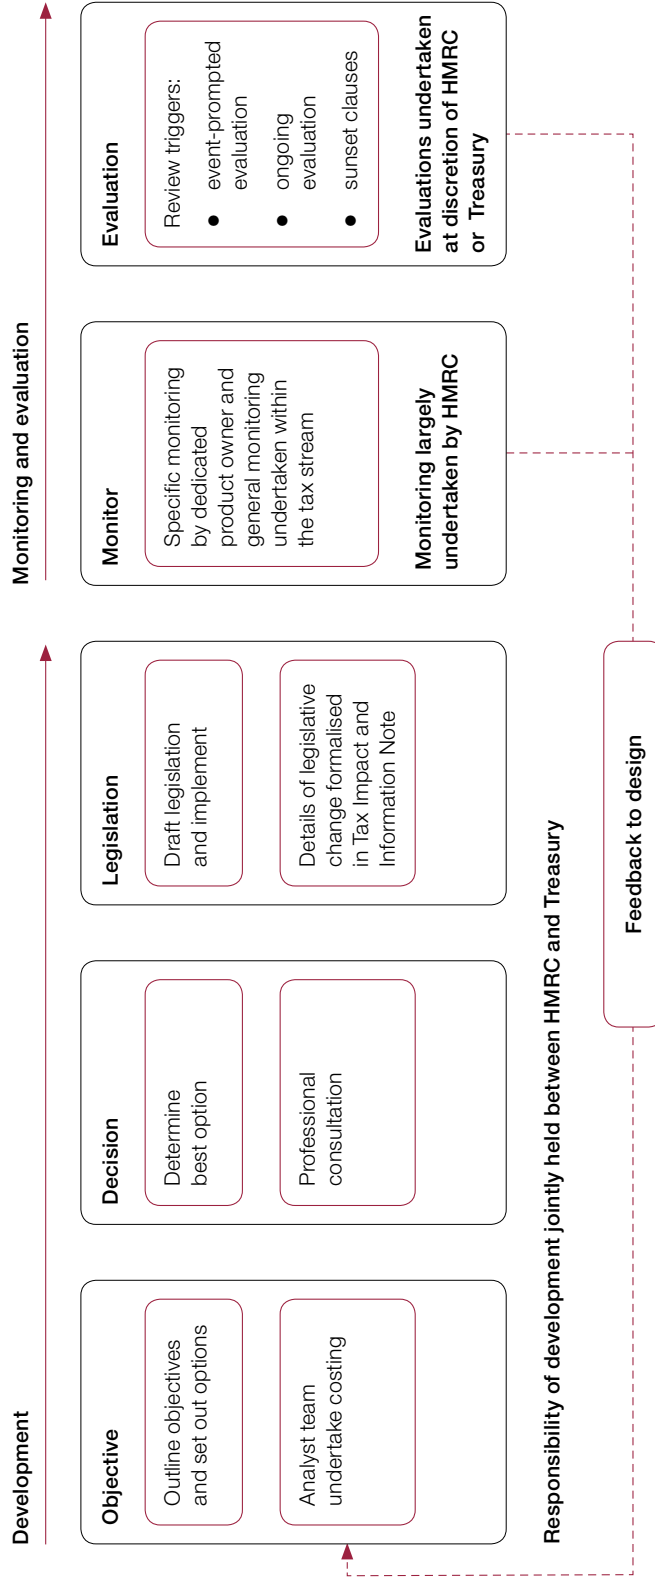 Development
Monitoring and evaluation
Objective
Outline objectives
and set out options
Analyst team
undertake costing
Decision
Determine
best option
Professional
consultation
Legislation
Draft legislation
and implement
Details of legislative
change formalised
in Tax Impact and
Information Note
Monitor
Specific monitoring
by dedicated
product owner and
general monitoring
undertaken within
the tax stream
Monitoring largely
undertaken by HMRC
Evaluation
Review triggers:
● event-prompted
evaluation
● ongoing
evaluation
● sunset clauses
Evaluations undertaken
at discretion of HMRC
or Treasury
Responsibility of development jointly held between HMRC and Treasury
Feedback to design